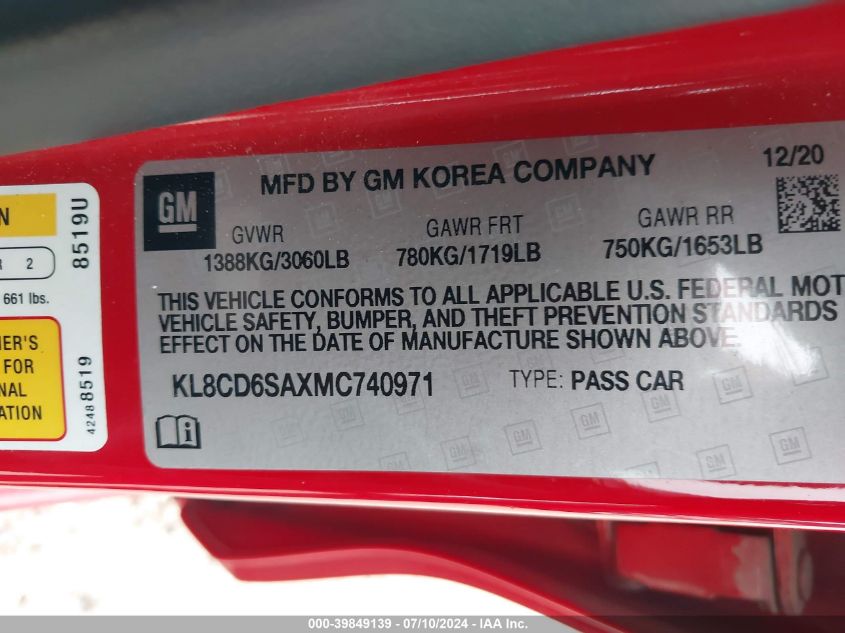 MFD BY GM KOREA COMPANY
12/20
GM
GVWR
GAWR FRT
GAWR RR
1388KG/3060LB
780KG/1719LB
750KG/1653LB
THIS VEHICLE CONFORMS TO ALL APPLICABLE U.S. FEDERAL MOT
VEHICLE SAFETY, BUMPER, AND THEFT PREVENTION STANDARDS
EFFECT ON THE DATE OF MANUFACTURE SHOWN ABOVE.
KL8CD6SAXMC740971
TYPE: PASS CAR
N
R 2
661 lbs.
8519U
ER'S
FOR
NAL
ATION
42488519
000-39849139 - 07/10/2024 - IAA Inc.